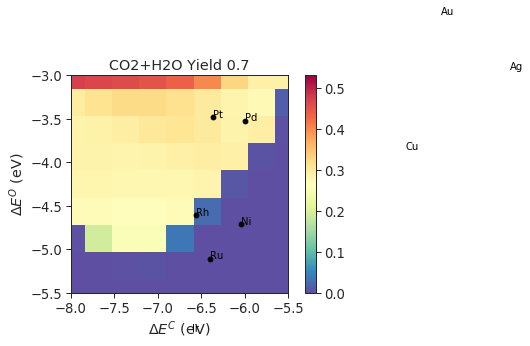 Au
CO2+H2O Yield 0.7
Ag
−3.0
−3.5
−4.0
−4.5
−5.0
−5.5
ΔE^O (eV)
Pt
Pd
Cu
Rh
Ni
Ru
0.5
0.4
0.3
0.2
0.1
0.0
−8.0 −7.5 −7.0 −6.5 −6.0 −5.5
ΔE^C (eV)
Ir